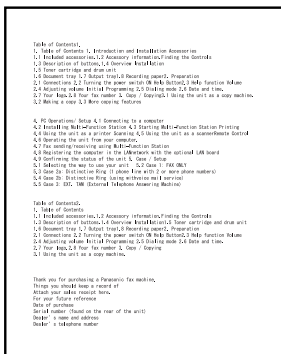 Table of Contents1.
1. Table of Contents 1. Introduction and Installation Accessories
1.1 Included accessories.1.2 Accessory information.Finding the Controls
1.3 Description of buttons.1.4 Overview Installation
1.5 Toner cartridge and drum unit
1.6 Document tray 1.7 Output tray1.8 Recording paper2. Preparation
2.1 Connections 2.2 Turning the power switch ON Help Button2.3 Help function Volume
2.4 Adjusting volume Initial Programming 2.5 Dialing mode 2.6 Date and time.
2.7 Your logo.2.8 Your fax number 3. Copy / Copying3.1 Using the unit as a copy machine.
3.2 Making a copy 3.3 More copying features
4. PC Operations/ Setup 4.1 Connecting to a computer
4.2 Installing Multi-Function Station 4.3 Starting Multi-Function Station Printing
4.4 Using the unit as a printer Scanning 4.5 Using the unit as a scannerRemote Control
4.6 Operating the unit from your computer.
4.7 Fax sending/receiving using Multi-Function Station
4.8 Registering the computer in the LANnetwork with the optional LAN board
4.9 Confirming the status of the unit 5. Case / Setup
5.1 Selecting the way to use your unit  5.2 Case 1: FAX ONLY
5.3 Case 2a: Distinctive Ring (1 phone line with 2 or more phone numbers)
5.4 Case 2b: Distinctive Ring (using withvoice mail service)
5.5 Case 3: EXT. TAM (External Telephone Answering Machine)
Table of Contents2.
1. Table of Contents 1.
1.1 Included accessories.1.2 Accessory information.Finding the Controls
1.3 Description of buttons.1.4 Overview Installation1.5 Toner cartridge and drum unit
1.6 Document tray 1.7 Output tray1.8 Recording paper2. Preparation
2.1 Connections 2.2 Turning the power switch ON Help Button2.3 Help function Volume
2.4 Adjusting volume Initial Programming 2.5 Dialing mode 2.6 Date and time.
2.7 Your logo.2.8 Your fax number 3. Copy / Copying
3.1 Using the unit as a copy machine.3.2 Making a copy 3.3 More copying features
Thank you for purchasing a Panasonic fax machine.
Things you should keep a record of
Attach your sales receipt here.
For your future reference
Date of purchase
Serial number (found on the rear of the unit)
Dealer's name and address
Dealer's telephone number